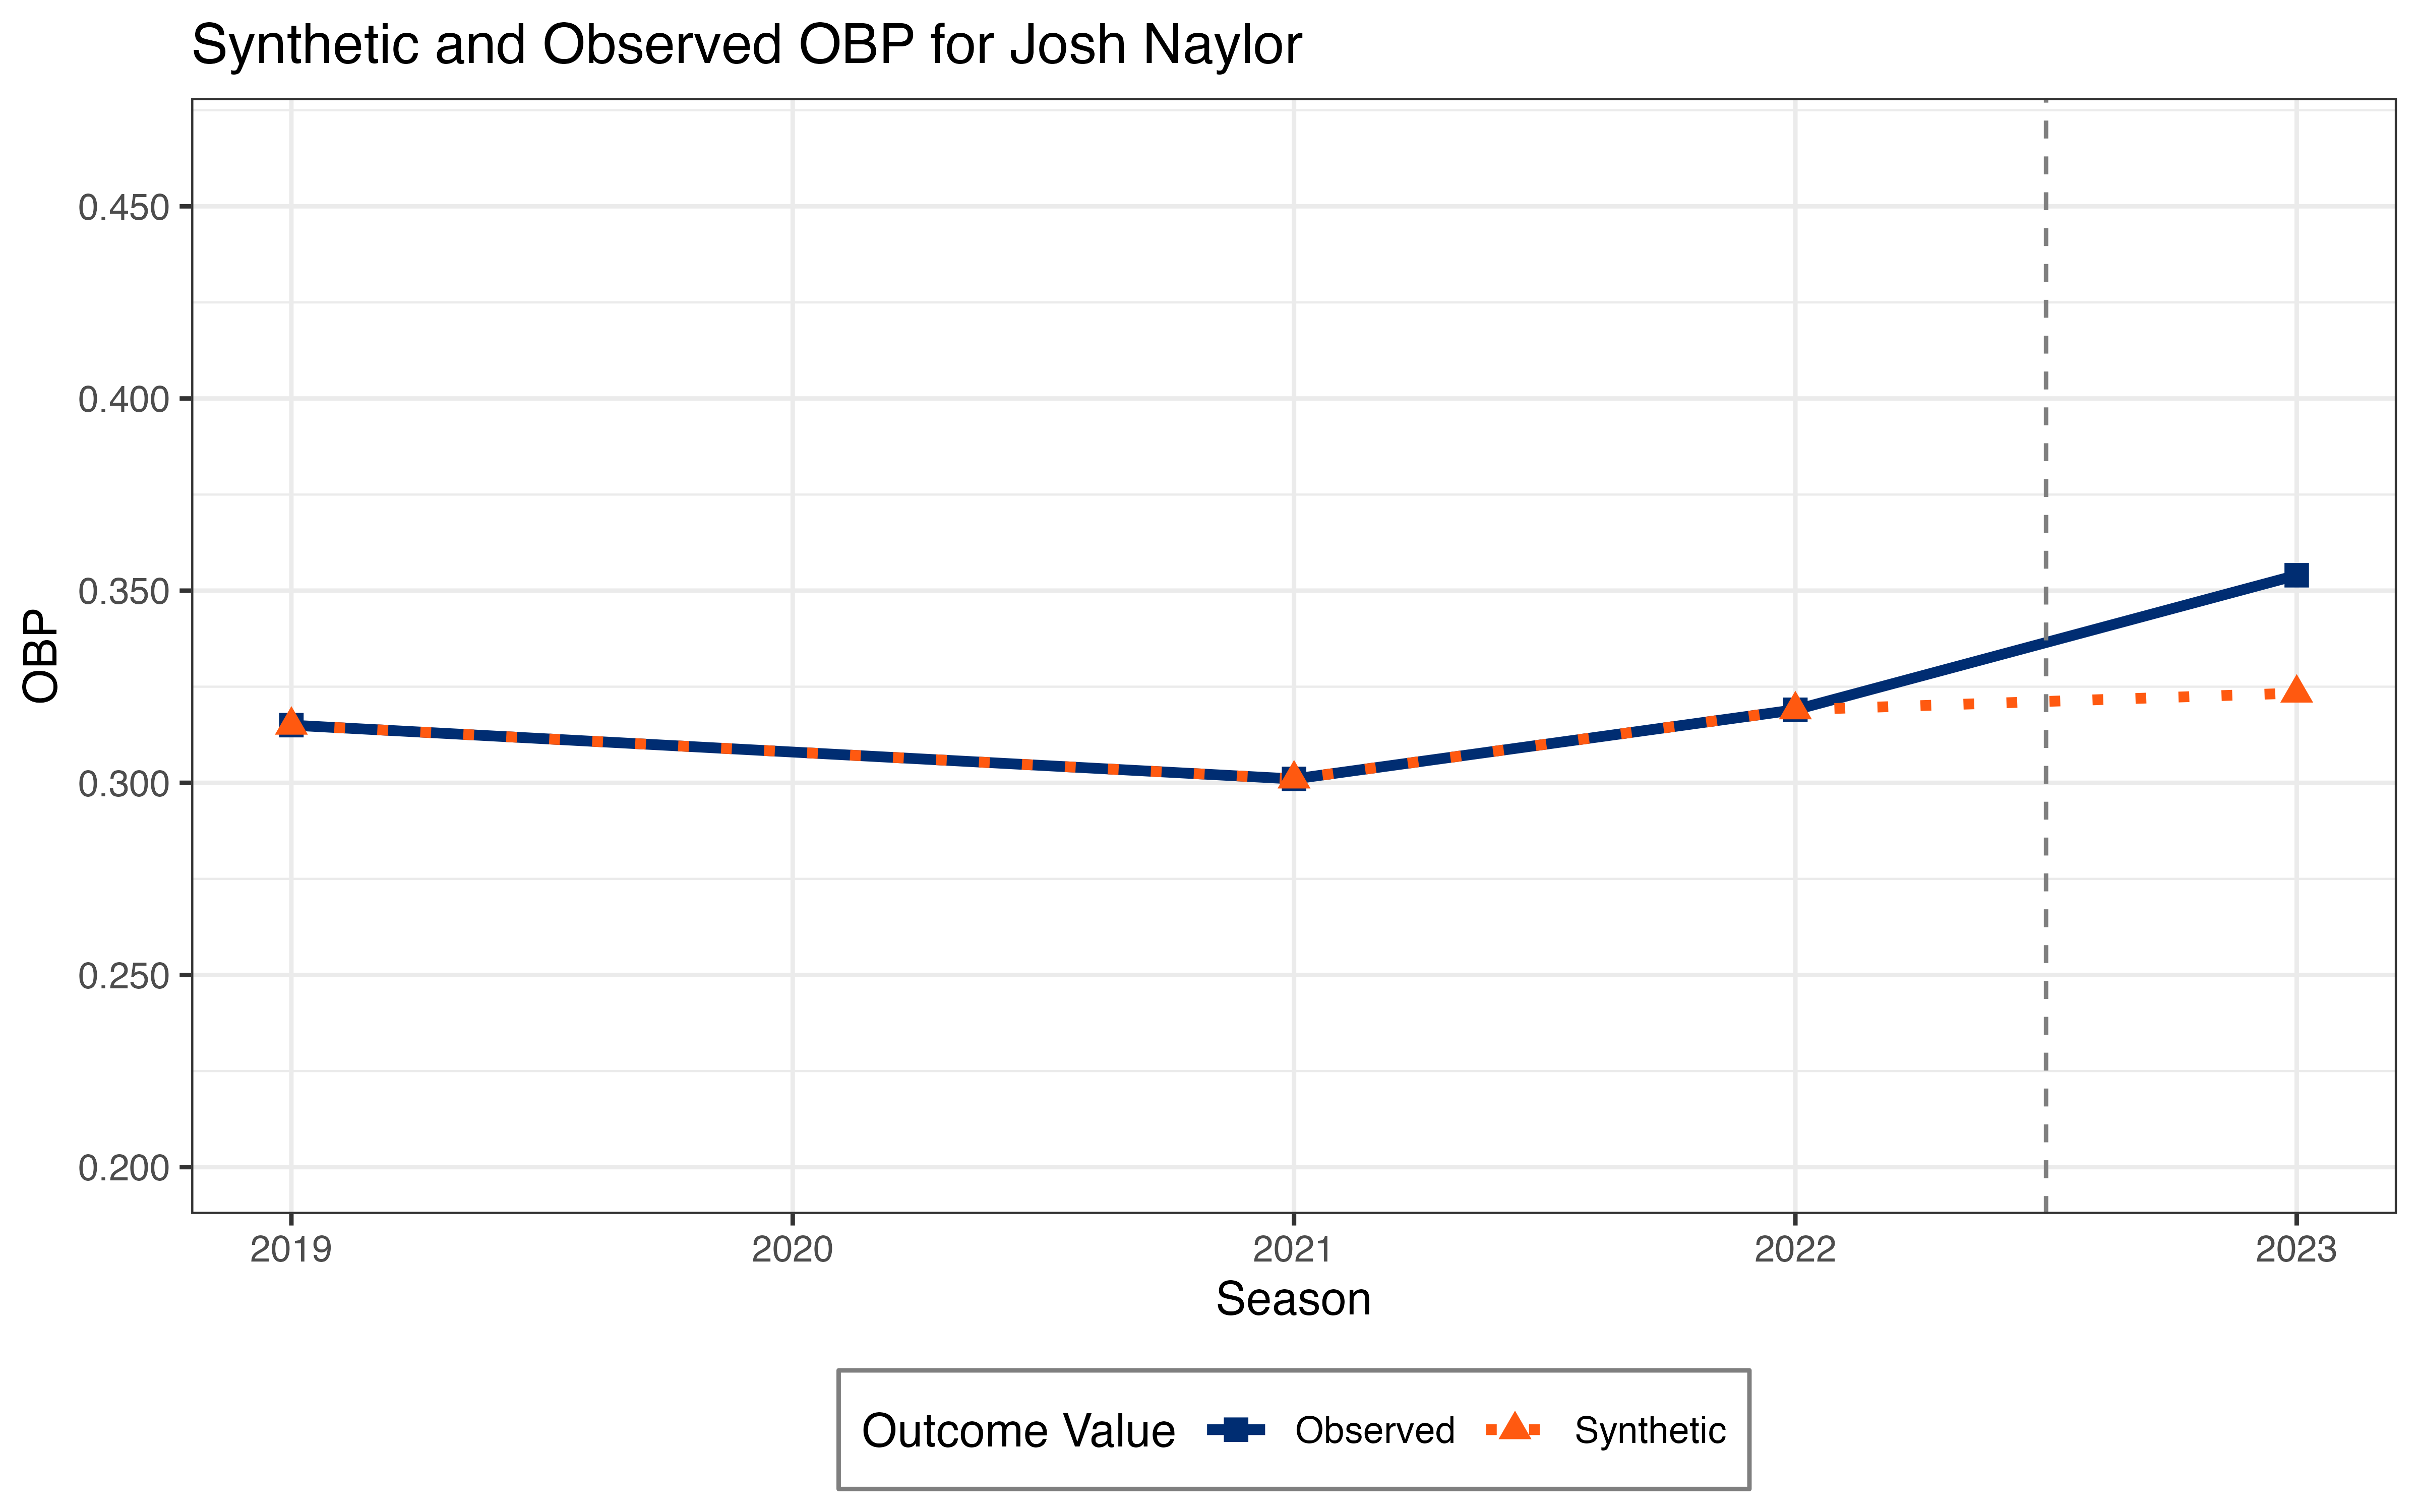 Synthetic and Observed OBP for Josh Naylor
OBP
0.450
0.400
0.350
0.300
0.250
0.200
2019 2020 2021 2022 2023
Season
Outcome Value Observed Synthetic